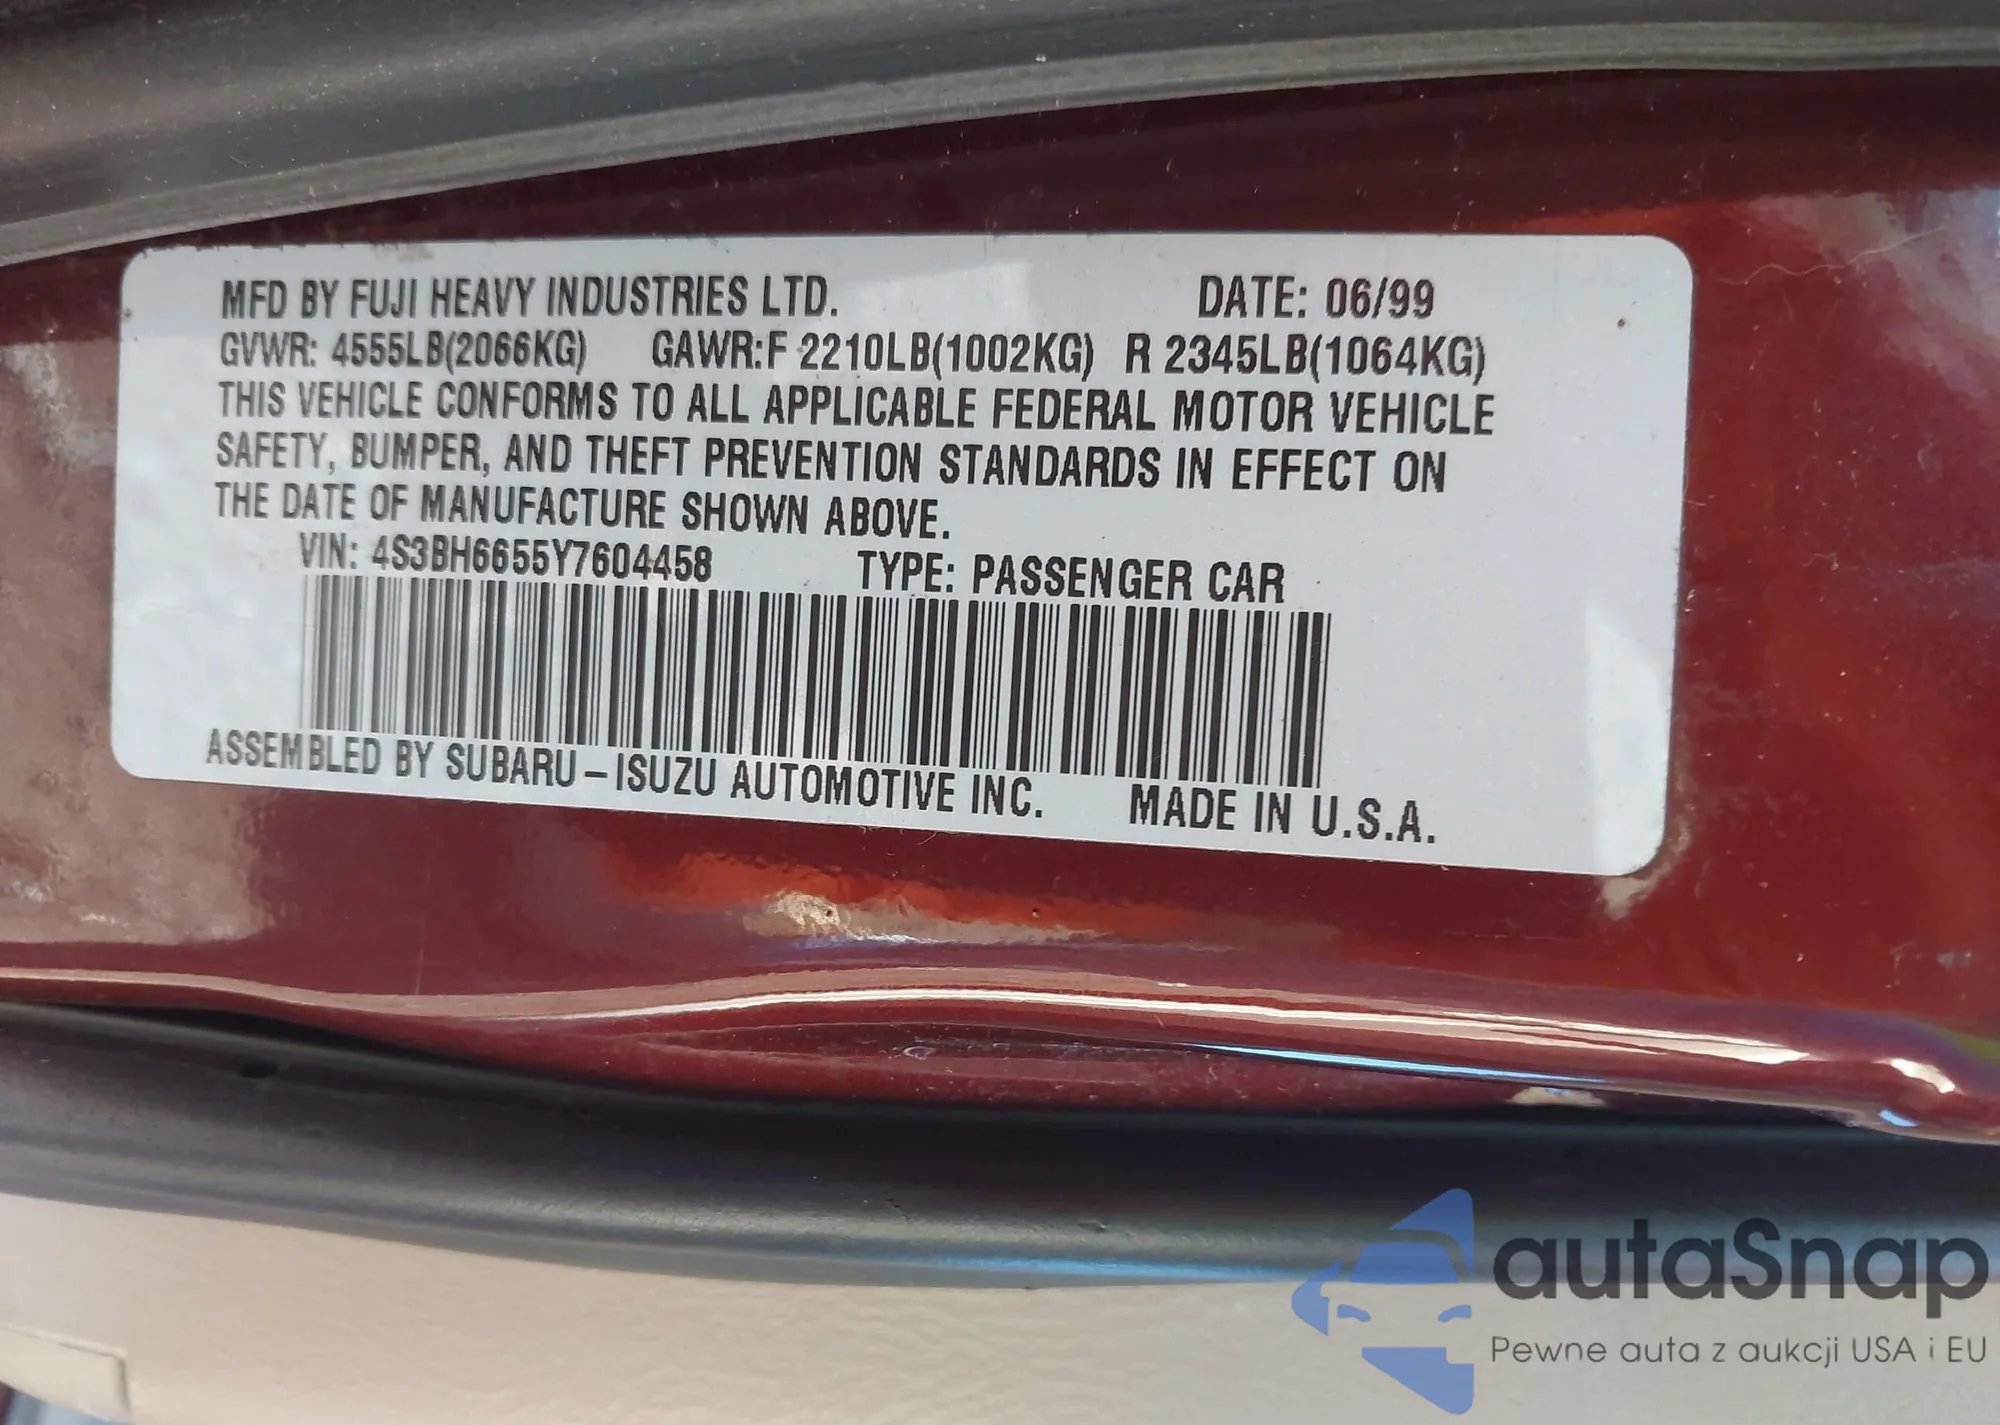 MFD BY FUJI HEAVY INDUSTRIES LTD. DATE: 06/99
GVWR: 4555LB(2066KG) GAWR:F 2210LB(1002KG) R 2345LB(1064KG)
THIS VEHICLE CONFORMS TO ALL APPLICABLE FEDERAL MOTOR VEHICLE
SAFETY, BUMPER, AND THEFT PREVENTION STANDARDS IN EFFECT ON
THE DATE OF MANUFACTURE SHOWN ABOVE.
VIN: 4S3BH6655Y7604458 TYPE: PASSENGER CAR
ASSEMBLED BY SUBARU–ISUZU AUTOMOTIVE INC. MADE IN U.S.A.
autaSnap
Pewne auta z aukcji USA i EU